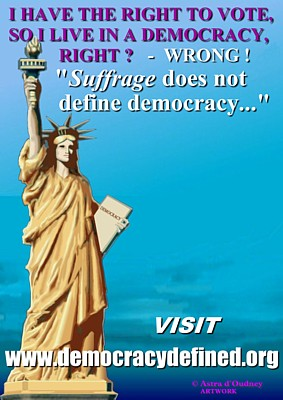 I HAVE THE RIGHT TO VOTE,
SO I LIVE IN A DEMOCRACY,
RIGHT ? - WRONG !
"Suffrage does not
define democracy..."
DEMOCRACY
VISIT
www.democracydefined.org
© Astra d'Oudney
ARTWORK